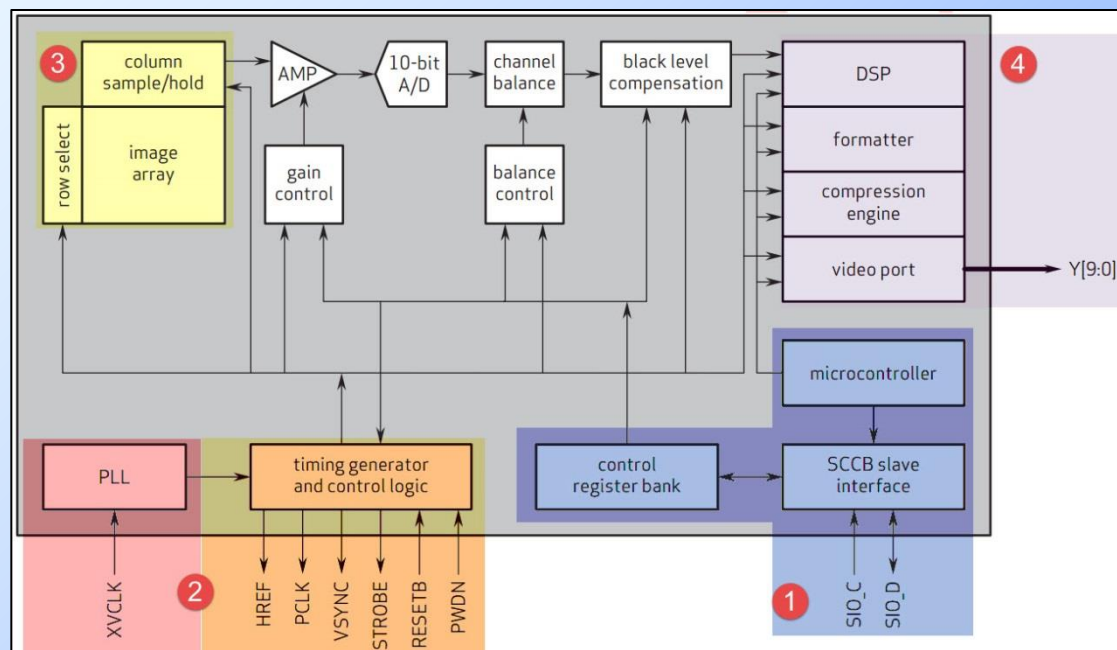 3
column
sample/hold
row select
image
array
AMP
10-bit
A/D
channel
balance
black level
compensation
gain
control
balance
control
4
DSP
formatter
compression
engine
video port
Y[9:0]
microcontroller
PLL
timing generator
and control logic
control
register bank
SCCB slave
interface
XVCLK
2
HREF
PCLK
VSYNC
STROBE
RESETB
PWDN
1
SIO_C
SIO_D